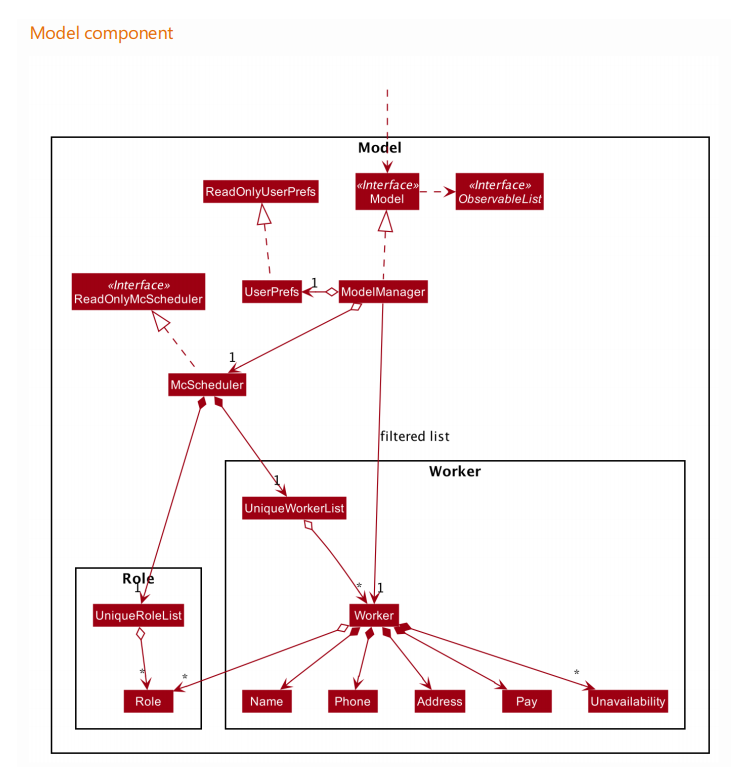 Model component
Model
ReadOnlyUserPrefs
«Interface»
Model
«Interface»
ObservableList
«Interface»
ReadOnlyMcScheduler
UserPrefs
1
ModelManager
1
McScheduler
filtered list
Worker
1
UniqueWorkerList
Role
1
*
1
UniqueRoleList
Worker
*
*
*
Role
Name
Phone
Address
Pay
Unavailability